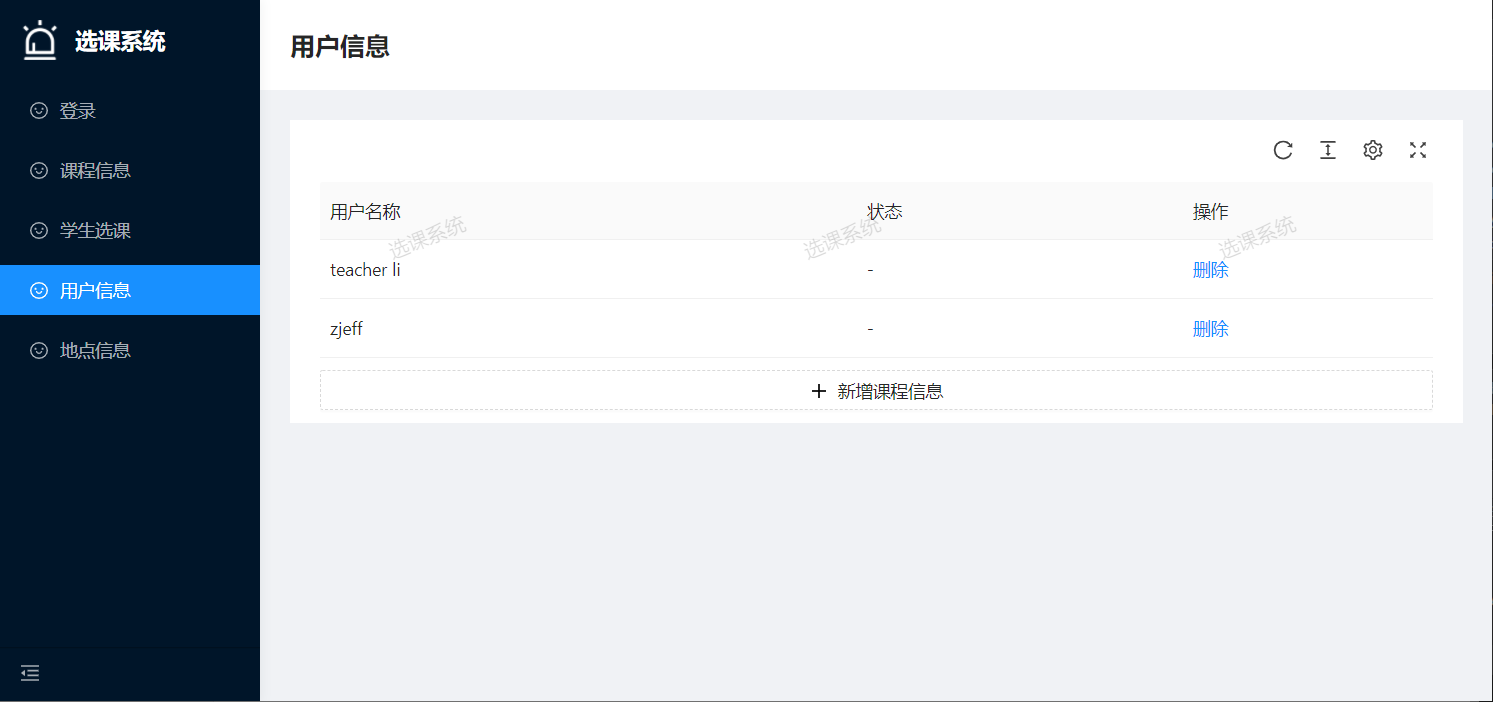 选课系统
登录
课程信息
学生选课
用户信息
地点信息
用户信息
用户名称 状态 操作
选课系统 选课系统 选课系统
teacher li - 删除
zjeff - 删除
+ 新增课程信息